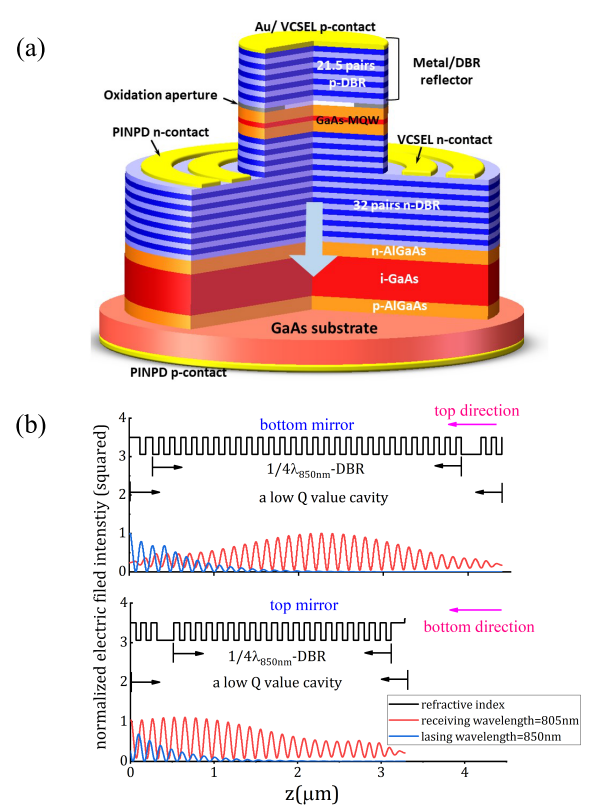 (a)
Au/ VCSEL p-contact
21.5 pairs
p-DBR
Metal/DBR
reflector
Oxidation aperture
GaAs-MQW
PINPD n-contact
VCSEL n-contact
32 pairs n-DBR
n-AlGaAs
i-GaAs
p-AlGaAs
GaAs substrate
PINPD p-contact
(b)
normalized electric filed intenstiy (squared)
4
3
2
1
0
bottom mirror
top direction
1/4λ850nm-DBR
a low Q value cavity
4
3
2
1
0
top mirror
bottom direction
1/4λ850nm-DBR
a low Q value cavity
refractive index
receiving wavelength=805nm
lasing wavelength=850nm
0
1
2
3
4
z(μm)